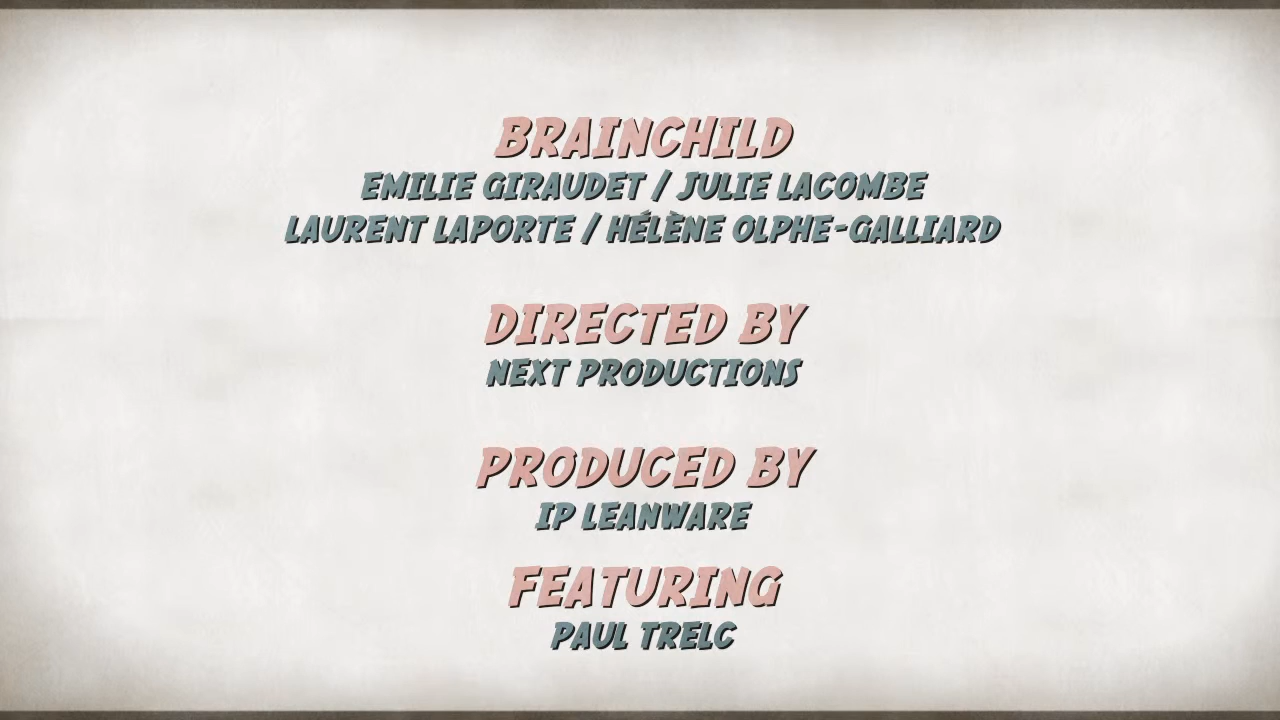 BRAINCHILD
EMILIE GIRAUDET / JULIE LACOMBE
LAURENT LAPORTE / HÉLÈNE OLPHE-GALLIARD
DIRECTED BY
NEXT PRODUCTIONS
PRODUCED BY
IP LEANWARE
FEATURING
PAUL TRELC